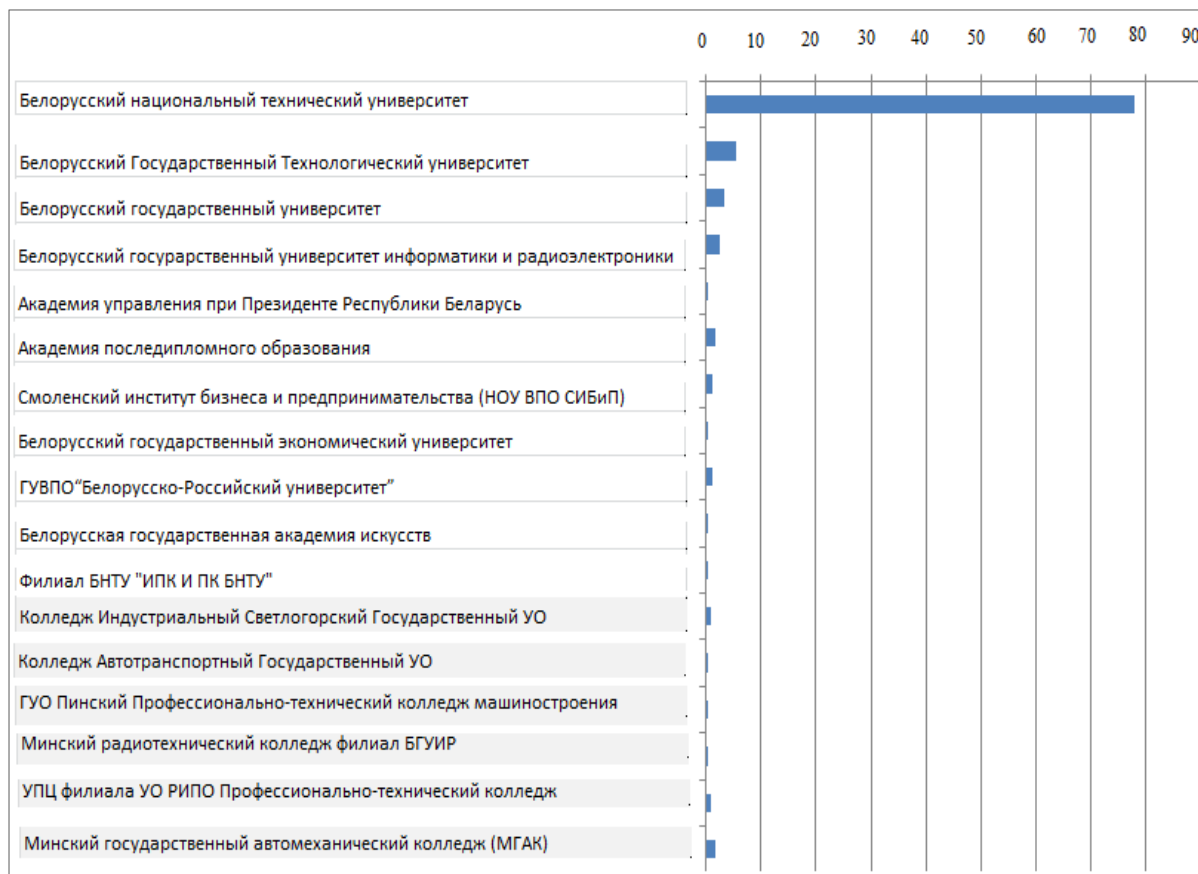 0 10 20 30 40 50 60 70 80 90
Белорусский национальный технический университет
Белорусский Государственный Технологический университет
Белорусский государственный университет
Белорусский госурарственный университет информатики и радиоэлектроники
Академия управления при Президенте Республики Беларусь
Академия последипломного образования
Смоленский институт бизнеса и предпринимательства (НОУ ВПО СИБиП)
Белорусский государственный экономический университет
ГУВПО“Белорусско-Российский университет”
Белорусская государственная академия искусств
Филиал БНТУ "ИПК И ПК БНТУ"
Колледж Индустриальный Светлогорский Государственный УО
Колледж Автотранспортный Государственный УО
ГУО Пинский Профессионально-технический колледж машиностроения
Минский радиотехнический колледж филиал БГУИР
УПЦ филиала УО РИПО Профессионально-технический колледж
Минский государственный автомеханический колледж (МГАК)